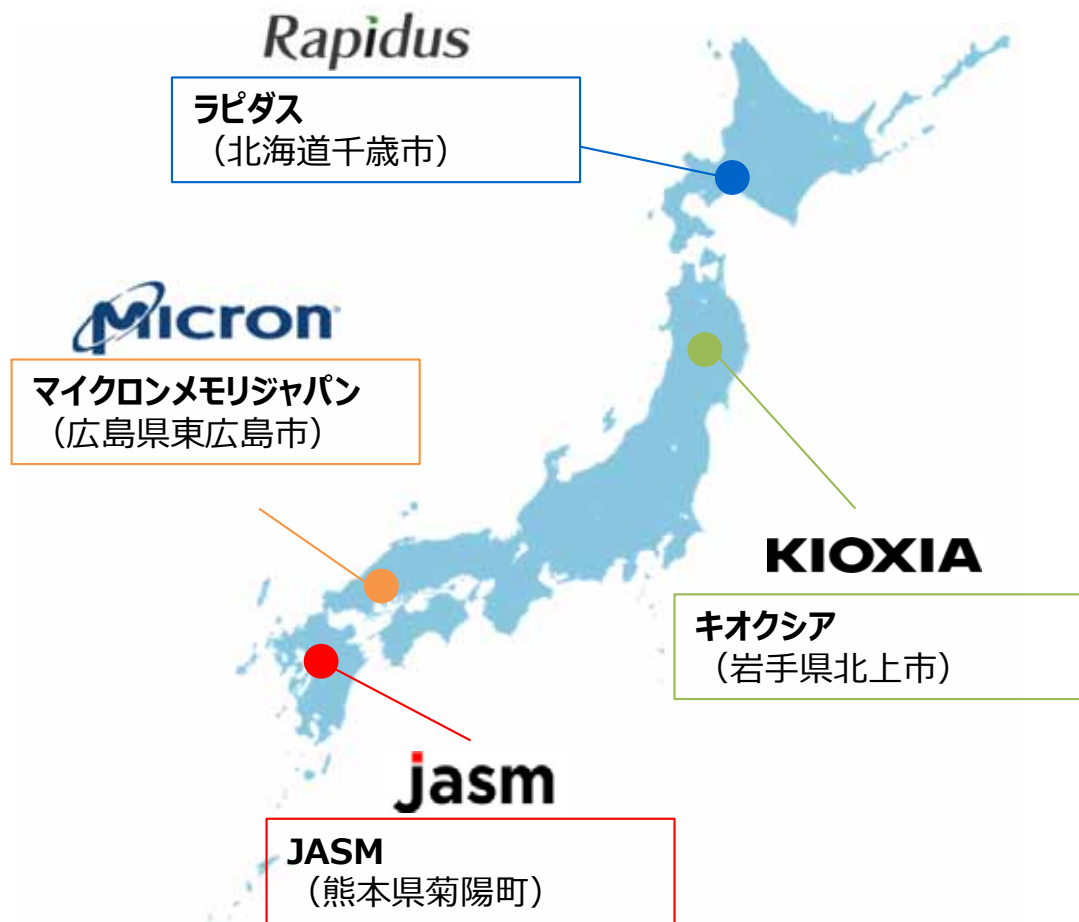 Rapidus
ラピダス
（北海道千歳市）
Micron
マイクロンメモリジャパン
（広島県東広島市）
KIOXIA
キオクシア
（岩手県北上市）
jasm
JASM
（熊本県菊陽町）